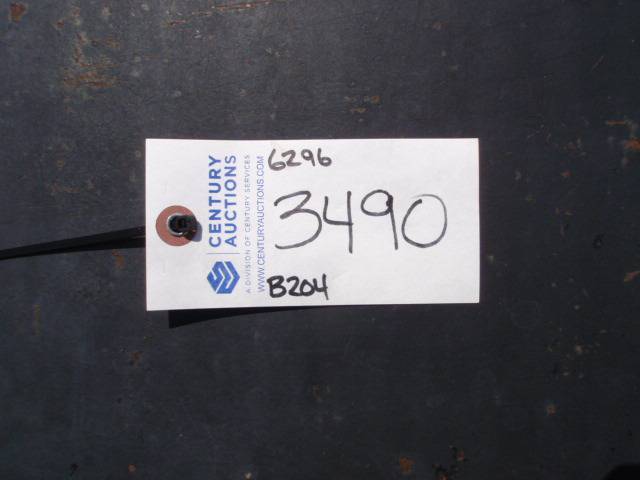 6296
3490
B204
CENTURY
AUCTIONS
A DIVISION OF CENTURY SERVICES
WWW.CENTURYAUCTIONS.COM